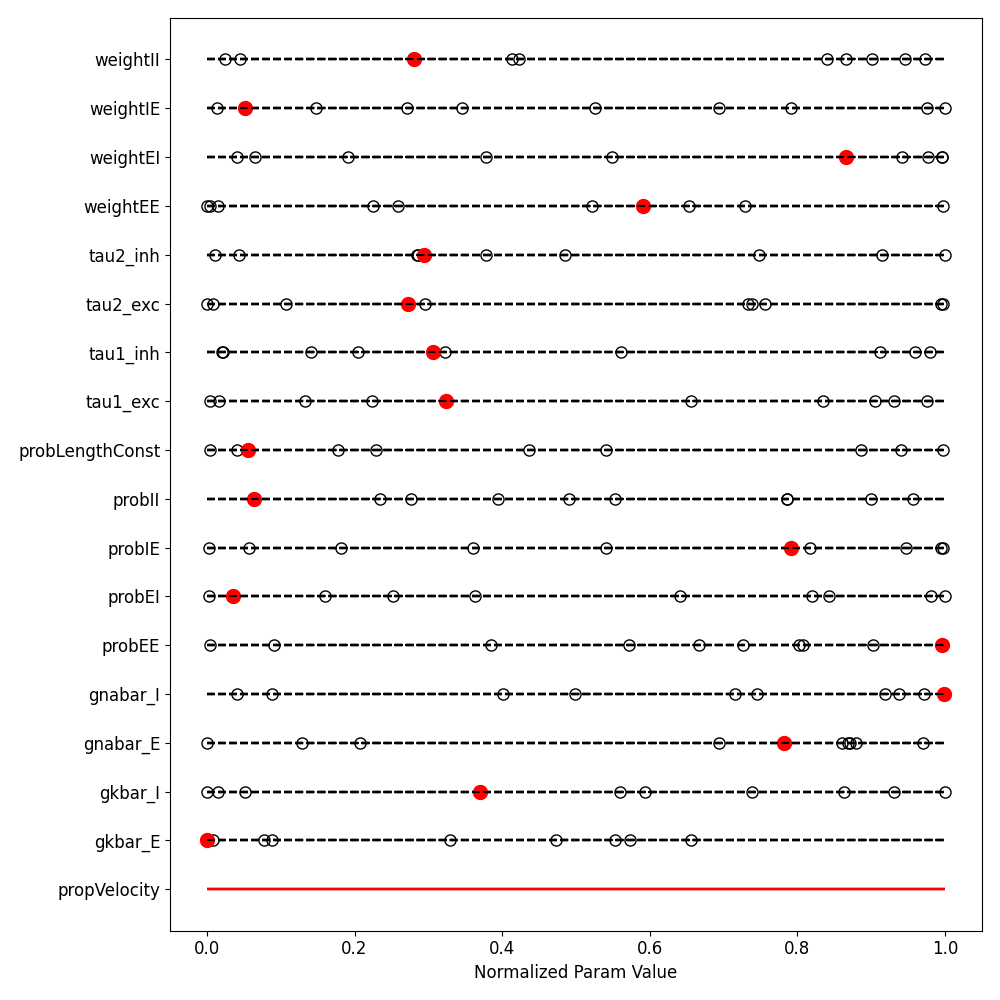 weightII
weightIE
weightEI
weightEE
tau2_inh
tau2_exc
tau1_inh
tau1_exc
probLengthConst
probII
probIE
probEI
probEE
gnabar_I
gnabar_E
gkbar_I
gkbar_E
propVelocity
0.0 0.2 0.4 0.6 0.8 1.0
Normalized Param Value